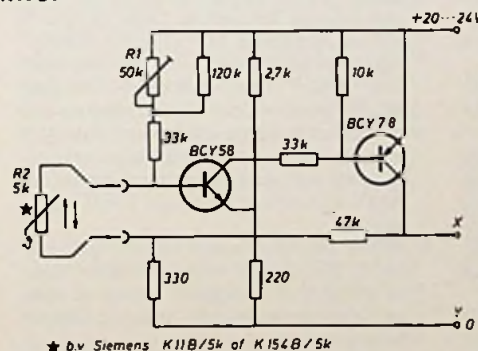 +20...24V
R1
50k
120k
2,7k
10k
BCY78
33k
BCY58
33k
R2
5k
★
ϑ
47k
X
330
220
Y 0
★ b.v. Siemens K11B/5k of K154B/5k